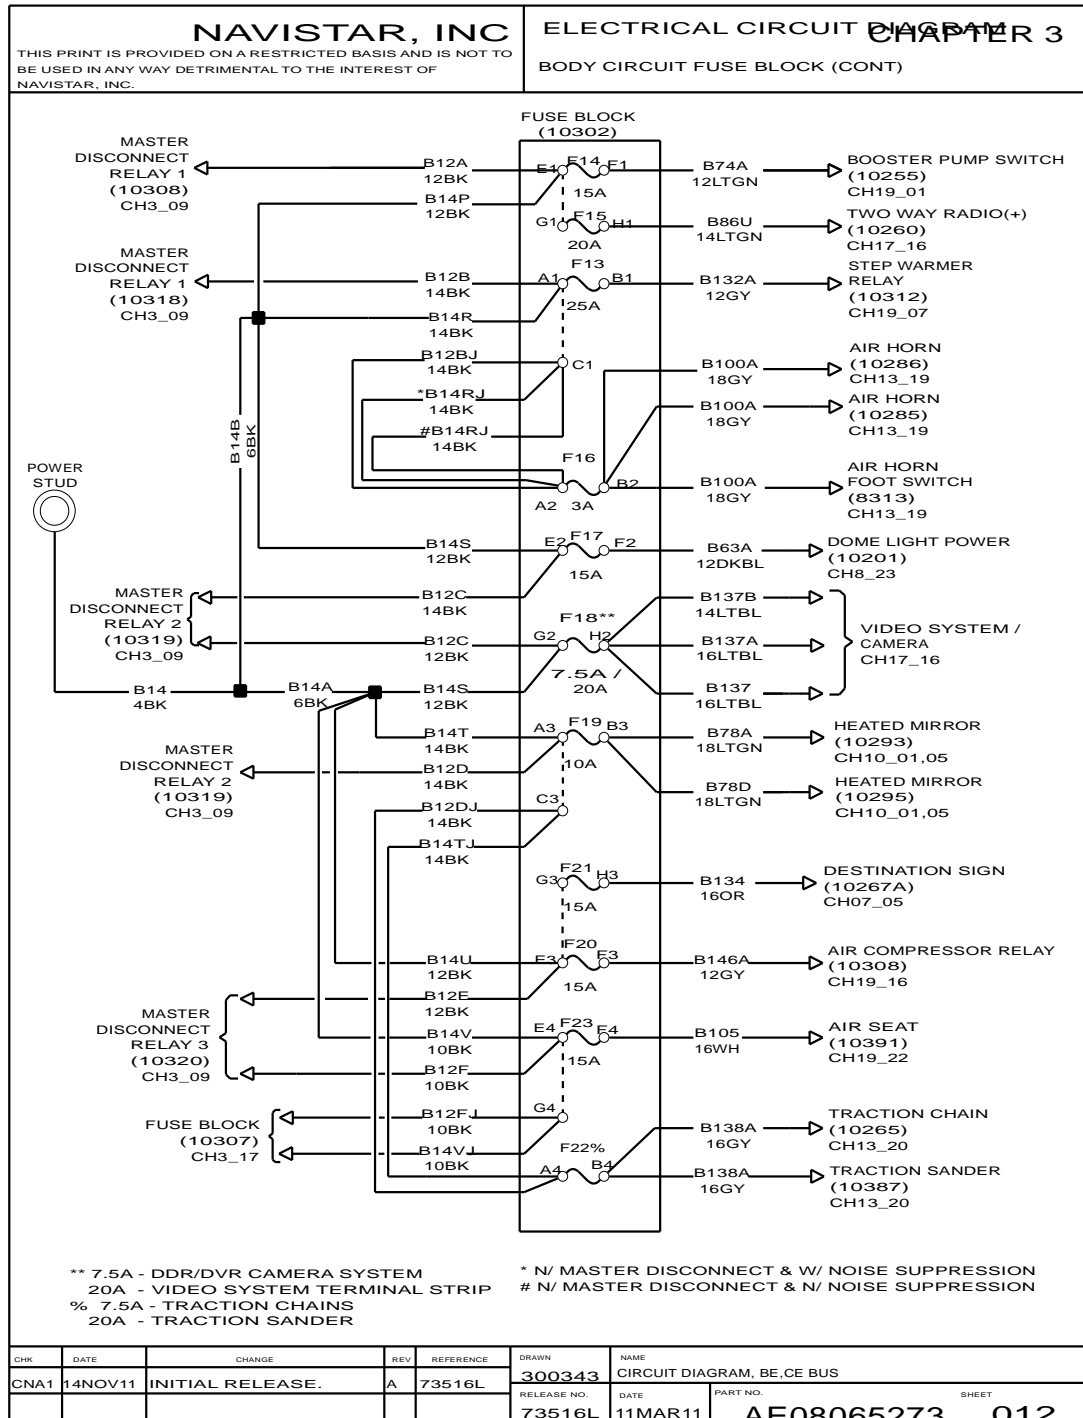 NAVISTAR, INC
THIS PRINT IS PROVIDED ON A RESTRICTED BASIS AND IS NOT TO
BE USED IN ANY WAY DETRIMENTAL TO THE INTEREST OF
NAVISTAR, INC.
ELECTRICAL CIRCUIT DIAGRAM
CHAPTER 3
BODY CIRCUIT FUSE BLOCK (CONT)
FUSE BLOCK
(10302)
MASTER
DISCONNECT
RELAY 1
(10308)
CH3_09
B12A
12BK
B14P
12BK
E1
F14
F1
15A
B74A
12LTGN
BOOSTER PUMP SWITCH
(10255)
CH19_01
G1
F15
H1
20A
B86U
14LTGN
TWO WAY RADIO(+)
(10260)
CH17_16
MASTER
DISCONNECT
RELAY 1
(10318)
CH3_09
B12B
14BK
B14R
14BK
A1
F13
B1
25A
B132A
12GY
STEP WARMER
RELAY
(10312)
CH19_07
B12BJ
14BK
C1
*B14RJ
14BK
#B14RJ
14BK
B100A
18GY
AIR HORN
(10286)
CH13_19
B100A
18GY
AIR HORN
(10285)
CH13_19
B14B
6BK
F16
A2
3A
B2
B100A
18GY
AIR HORN
FOOT SWITCH
(8313)
CH13_19
POWER
STUD
B14S
12BK
E2
F17
F2
15A
B63A
12DKBL
DOME LIGHT POWER
(10201)
CH8_23
MASTER
DISCONNECT
RELAY 2
(10319)
CH3_09
B12C
14BK
B12C
12BK
F18**
G2
H2
7.5A /
20A
B137B
14LTBL
B137A
16LTBL
B137
16LTBL
VIDEO SYSTEM /
CAMERA
CH17_16
B14
4BK
B14A
6BK
B14S
12BK
B14T
14BK
A3
F19
B3
10A
B78A
18LTGN
HEATED MIRROR
(10293)
CH10_01,05
MASTER
DISCONNECT
RELAY 2
(10319)
CH3_09
B12D
14BK
B78D
18LTGN
HEATED MIRROR
(10295)
CH10_01,05
B12DJ
14BK
C3
B14TJ
14BK
G3
F21
H3
15A
B134
16OR
DESTINATION SIGN
(10267A)
CH07_05
B14U
12BK
E3
F20
F3
15A
B146A
12GY
AIR COMPRESSOR RELAY
(10308)
CH19_16
MASTER
DISCONNECT
RELAY 3
(10320)
CH3_09
B12E
12BK
B14V
10BK
E4
F23
F4
15A
B105
16WH
AIR SEAT
(10391)
CH19_22
B12F
10BK
FUSE BLOCK
(10307)
CH3_17
B12FJ
10BK
G4
B14VJ
10BK
F22%
A4
B4
B138A
16GY
TRACTION CHAIN
(10265)
CH13_20
B138A
16GY
TRACTION SANDER
(10387)
CH13_20
** 7.5A - DDR/DVR CAMERA SYSTEM
20A - VIDEO SYSTEM TERMINAL STRIP
% 7.5A - TRACTION CHAINS
20A - TRACTION SANDER
* N/ MASTER DISCONNECT & W/ NOISE SUPPRESSION
# N/ MASTER DISCONNECT & N/ NOISE SUPPRESSION
CHK DATE CHANGE REV REFERENCE
CNA1 14NOV11 INITIAL RELEASE. A 73516L
DRAWN
300343
NAME
CIRCUIT DIAGRAM, BE,CE BUS
RELEASE NO.
73516L
DATE
11MAR11
PART NO.
AE08065273
SHEET
012